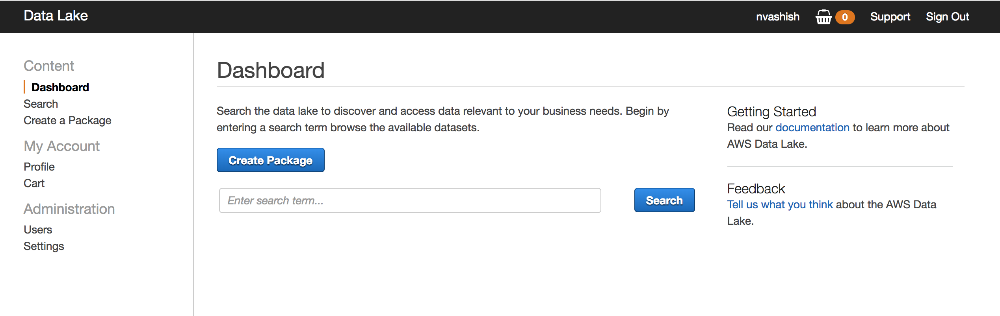 Data Lake
nvashish 0 Support Sign Out
Content
Dashboard
Search
Create a Package
My Account
Profile
Cart
Administration
Users
Settings
Dashboard
Search the data lake to discover and access data relevant to your business needs. Begin by
entering a search term browse the available datasets.
Create Package
Enter search term...
Search
Getting Started
Read our documentation to learn more about
AWS Data Lake.
Feedback
Tell us what you think about the AWS Data
Lake.